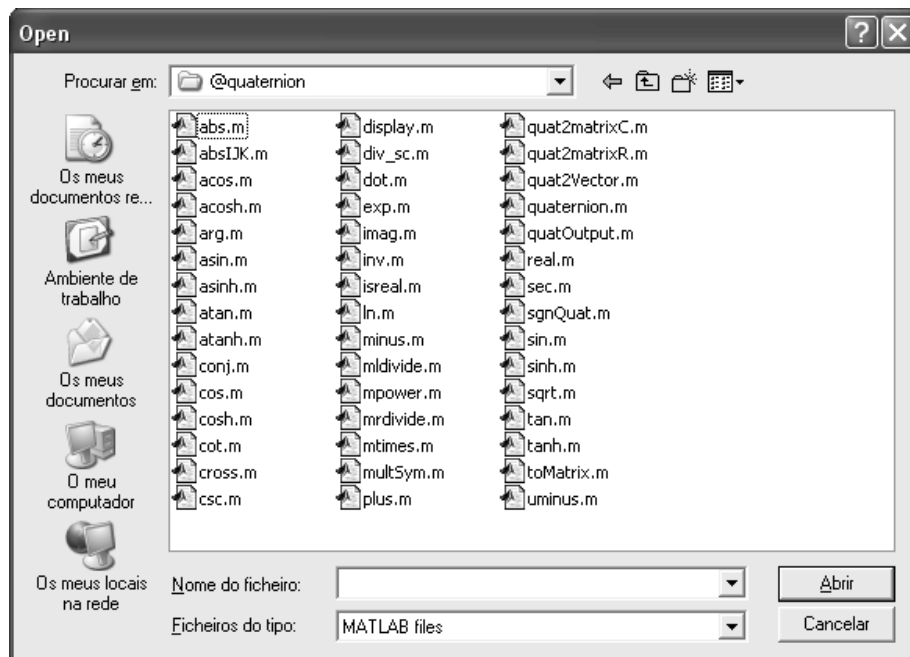 Open
Procurar em:
@quaternion
Os meus
documentos re...
Ambiente de
trabalho
Os meus
documentos
O meu
computador
Os meus locais
na rede
abs.m
absIJK.m
acos.m
acosh.m
arg.m
asin.m
asinh.m
atan.m
atanh.m
conj.m
cos.m
cosh.m
cot.m
cross.m
csc.m
display.m
div_sc.m
dot.m
exp.m
imag.m
inv.m
isreal.m
ln.m
minus.m
mldivide.m
mpower.m
mrdivide.m
mtimes.m
multSym.m
plus.m
quat2matrixC.m
quat2matrixR.m
quat2Vector.m
quaternion.m
quatOutput.m
real.m
sec.m
sgnQuat.m
sin.m
sinh.m
sqrt.m
tan.m
tanh.m
toMatrix.m
uminus.m
Nome do ficheiro:
Abrir
Ficheiros do tipo:
MATLAB files
Cancelar